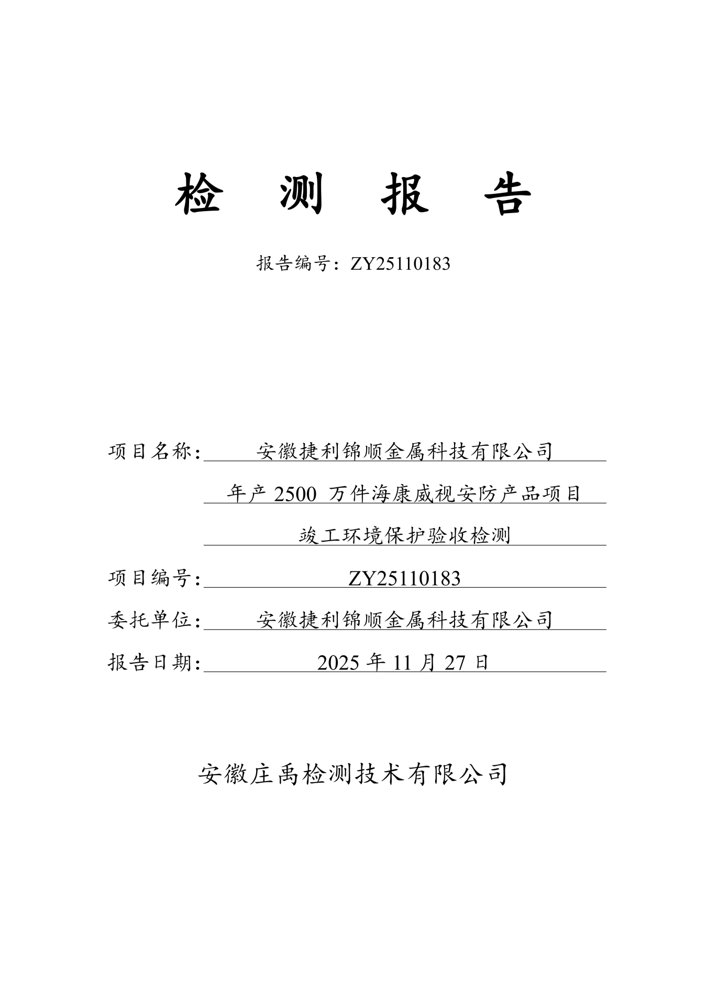 检测报告
报告编号：ZY25110183
项目名称：安徽捷利锦顺金属科技有限公司
年产 2500 万件海康威视安防产品项目
竣工环境保护验收检测
项目编号：ZY25110183
委托单位：安徽捷利锦顺金属科技有限公司
报告日期：2025 年 11 月 27 日
安徽庄禹检测技术有限公司